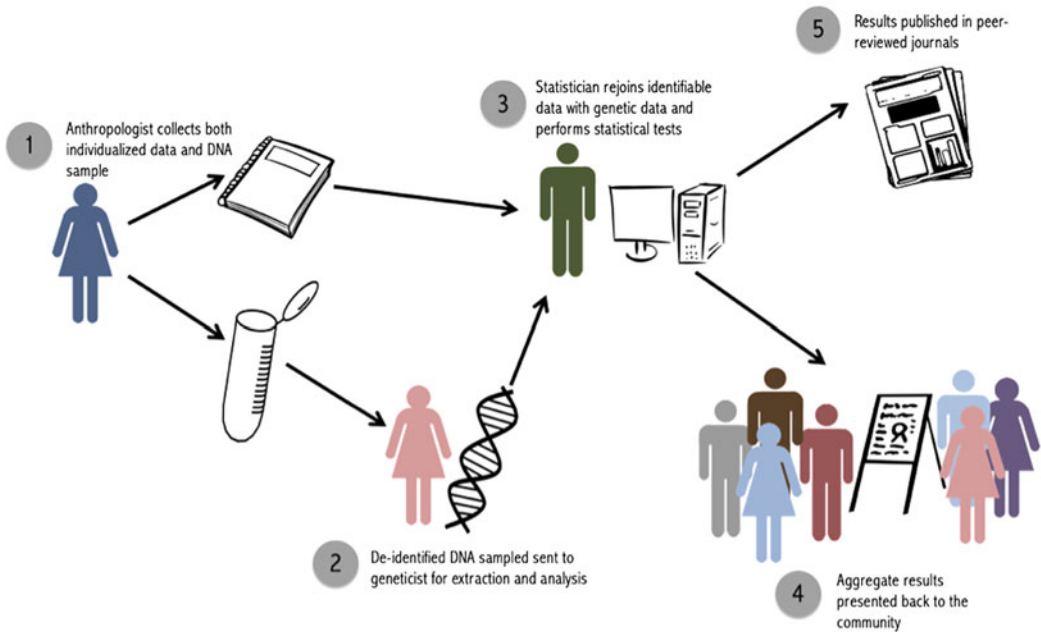 1
Anthropologist collects both
individualized data and DNA
sample
2
De-identified DNA sampled sent to
geneticist for extraction and analysis
3
Statistician rejoins identifiable
data with genetic data and
performs statistical tests
4
Aggregate results
presented back to the
community
5
Results published in peer-
reviewed journals